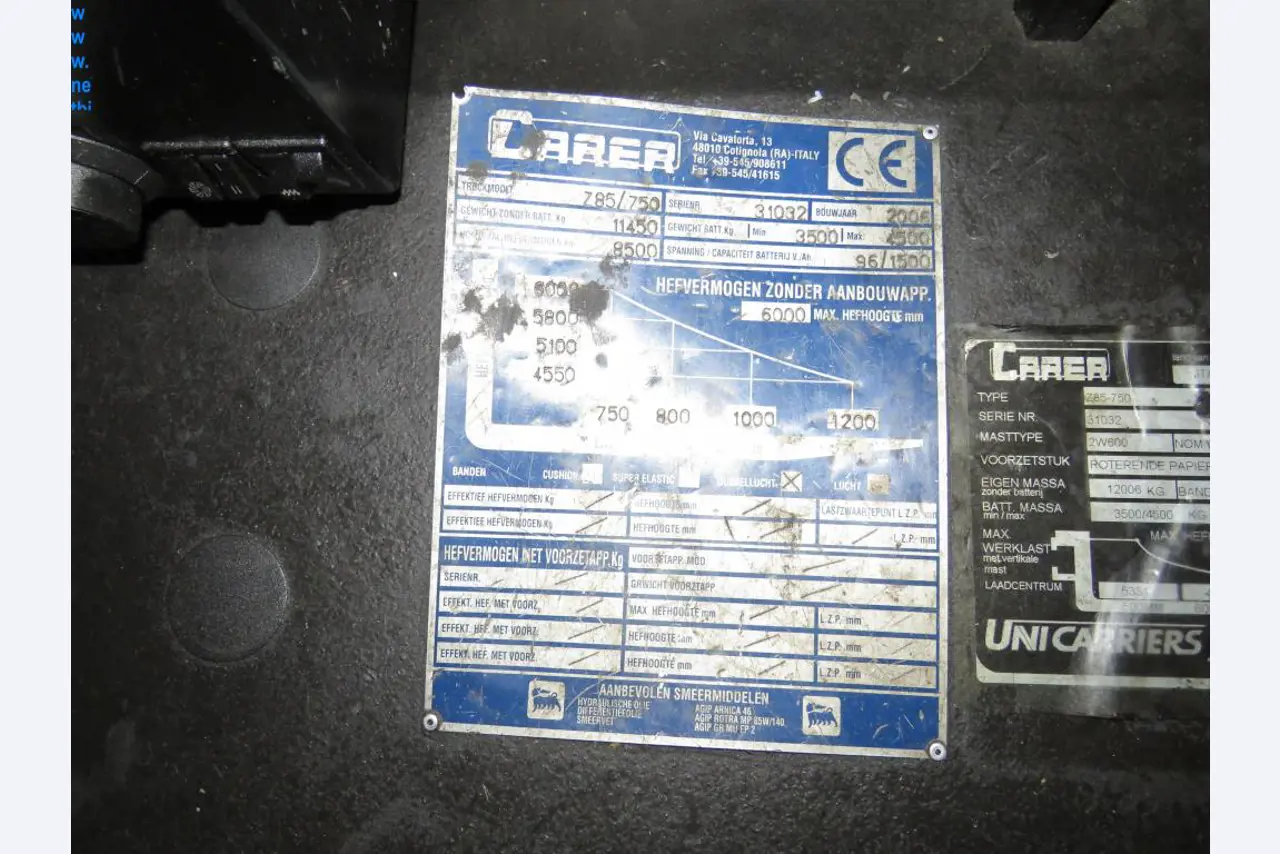 w
w
w.
ne
CARER
Via Cavatorta, 13
48010 Cotignola (RA)-ITALY
Tel +39-545/908611
Fax +39-545/41615
CE
TRUCKMODIT Z85/750 SERIENR. 31032 BOUWJAAR 2006
GEWICHT ZONDER BATT. Kg 11450 GEWICHT BATT.Kg. Min 3500 Max. 4500
8500 SPANNING / CAPACITEIT BATTERIJ V./Ah 96/1500
HEFVERMOGEN ZONDER AANBOUWAPP.
6000 MAX. HEFHOOGTE mm
6000
5800
5100
4550
750 800 1000 1200
BANDEN CUSHION SUPER ELASTIC DUBBELLUCHT LUCHT
EFFEKTIEF HEFVERMOGEN Kg HEFHOOGTE mm LASTZWAARTEPUNT L.Z.P. mm
EFFEKTIEF HEFVERMOGEN Kg HEFHOOGTE mm L.Z.P. mm
HEFVERMOGEN MET VOORZETAPP.Kg VOORZETAPP. MOD
SERIENR. GEWICHT VOORZTAPP
EFFEKT. HEF. MET VOORZ. MAX HEFHOOGTE mm L.Z.P. mm
EFFEKT. HEF. MET VOORZ. HEFHOOGTE mm L.Z.P. mm
EFFEKT. HEF. MET VOORZ. HEFHOOGTE mm L.Z.P. mm
AANBEVOLEN SMEERMIDDELEN
HYDRAULISCHE OLIE AGIP ARNICA 46
DIFFERENTIEFOLIE AGIP ROTRA MP 85W/140
SMEERVET AGIP GR MU EP 2
CARER
TYPE Z85-750
SERIE NR. 31032
MASTTYPE 2W600
VOORZETSTUK ROTERENDE PAPIER
EIGEN MASSA 12006 KG BAND
zonder batterij
BATT. MASSA 3500/4500 KG
min / max
MAX.
WERKLAST
met vertikale
mast
LAADCENTRUM
UNICARRIERS